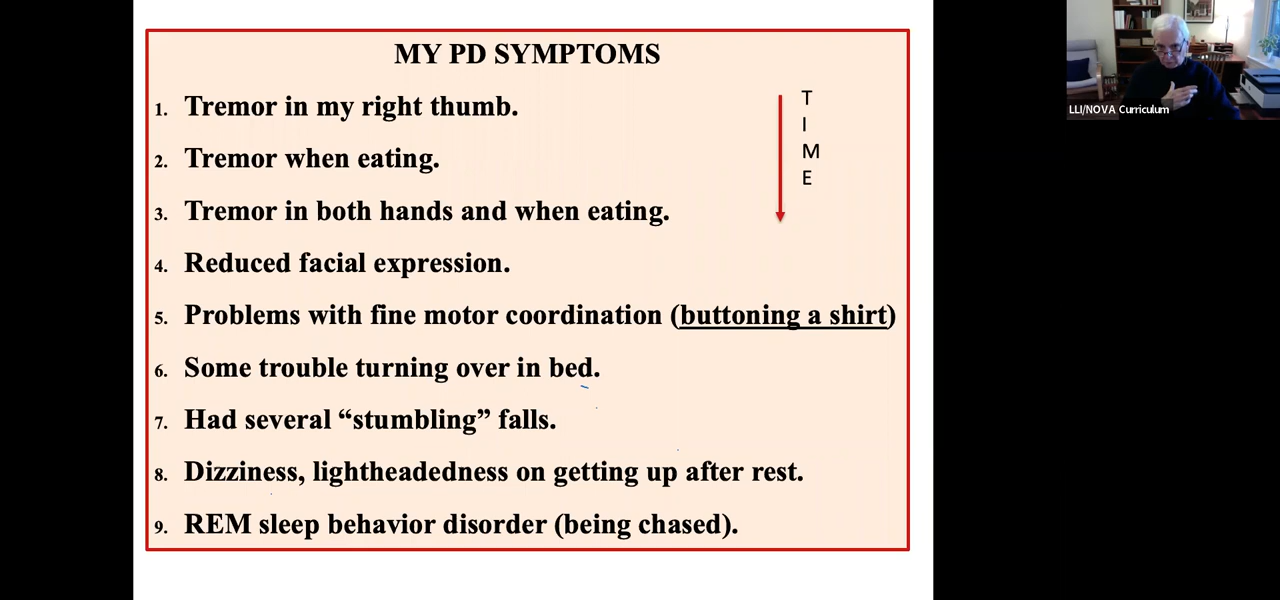 MY PD SYMPTOMS
1. Tremor in my right thumb.
2. Tremor when eating.
3. Tremor in both hands and when eating.
4. Reduced facial expression.
5. Problems with fine motor coordination (buttoning a shirt)
6. Some trouble turning over in bed.
7. Had several “stumbling” falls.
8. Dizziness, lightheadedness on getting up after rest.
9. REM sleep behavior disorder (being chased).
T
I
M
E
LLI/NOVA Curriculum